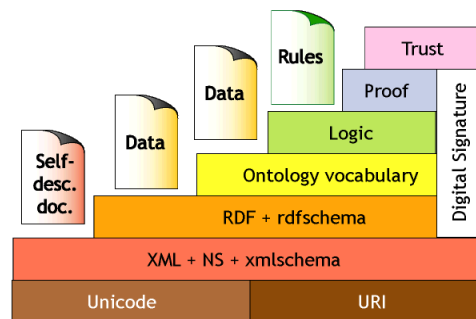 Trust
Rules
Proof
Data
Logic
Data
Self-
desc.
doc.
Ontology vocabulary
Digital Signature
RDF + rdfschema
XML + NS + xmlschema
Unicode
URI